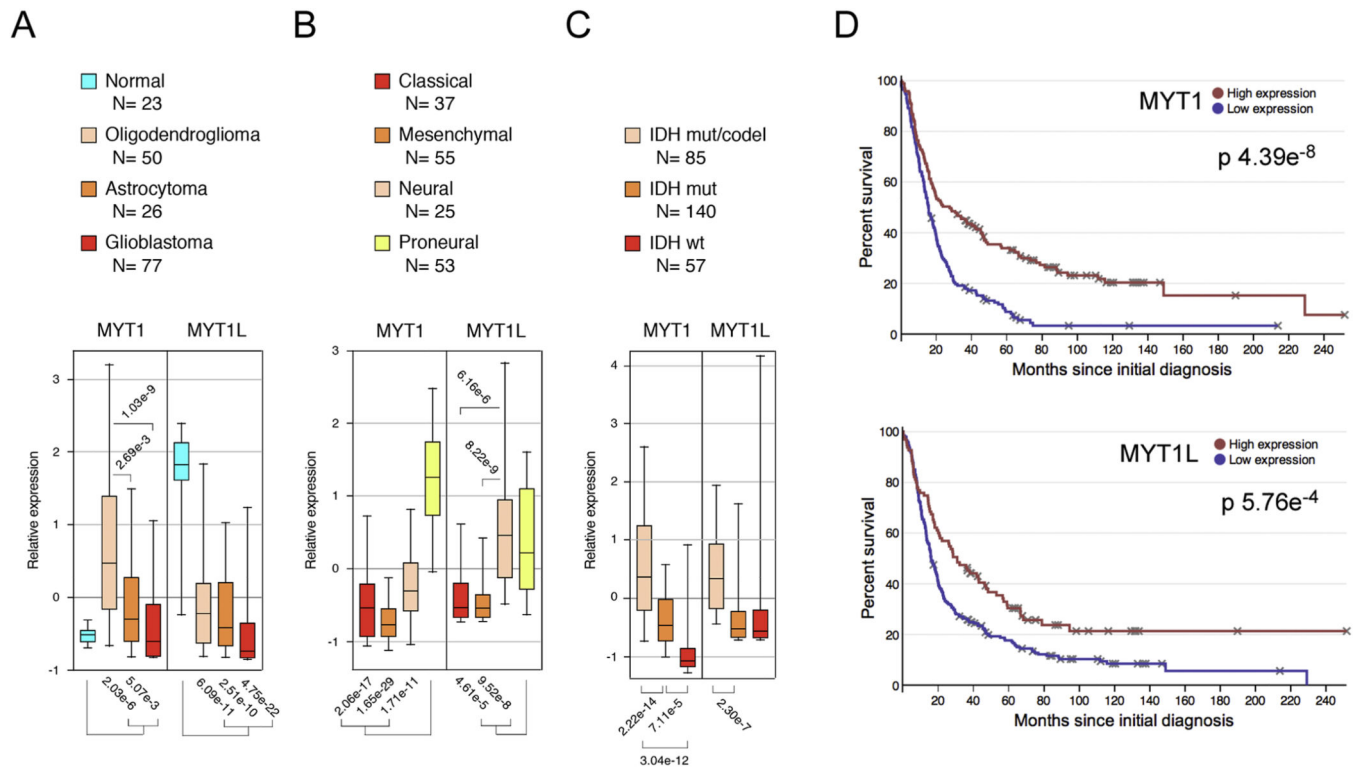 A
Normal
N= 23
Oligodendroglioma
N= 50
Astrocytoma
N= 26
Glioblastoma
N= 77
MYT1 MYT1L
Relative expression
3
2
1
0
-1
1.03e-9
2.69e-3
2.03e-6
5.07e-3
6.09e-11
2.51e-10
4.75e-22
B
Classical
N= 37
Mesenchymal
N= 55
Neural
N= 25
Proneural
N= 53
MYT1 MYT1L
Relative expression
3
2
1
0
-1
6.16e-6
8.22e-9
2.06e-17
1.65e-29
1.71e-11
4.61e-5
9.52e-8
C
IDH mut/codel
N= 85
IDH mut
N= 140
IDH wt
N= 57
MYT1 MYT1L
Relative expression
4
3
2
1
0
-1
2.22e-14
7.11e-5
2.30e-7
3.04e-12
D
MYT1
High expression
Low expression
p 4.39e-8
Percent survival
100
80
60
40
20
0
20 40 60 80 100 120 140 160 180 200 220 240
Months since initial diagnosis
MYT1L
High expression
Low expression
p 5.76e-4
Percent survival
100
80
60
40
20
0
20 40 60 80 100 120 140 160 180 200 220 240
Months since initial diagnosis